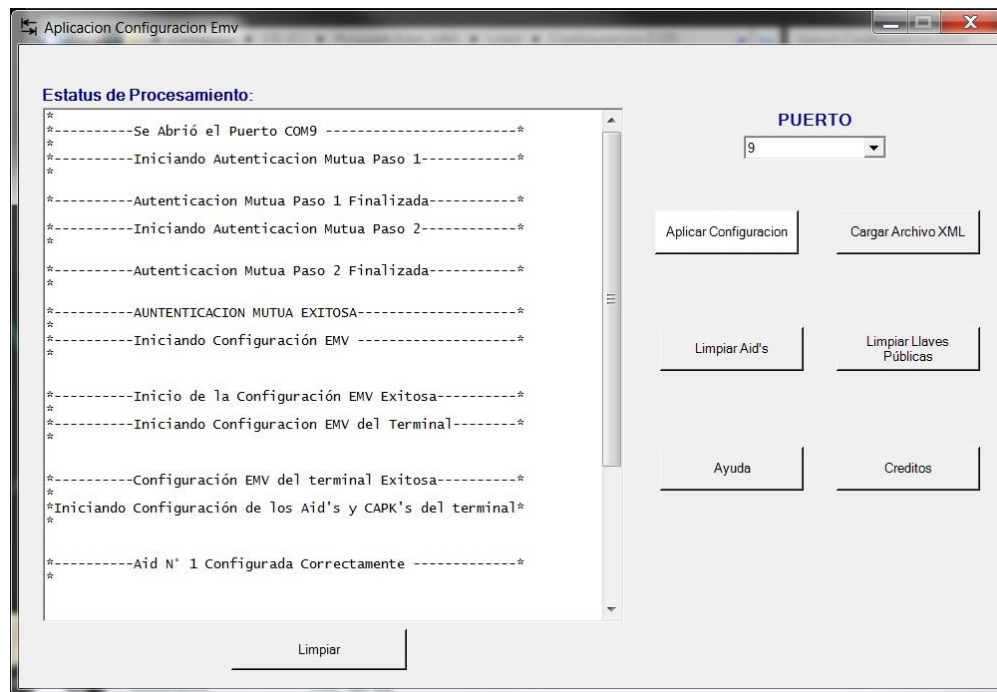 Aplicacion Configuracion Emv
Estatus de Procesamiento:
*
*----------Se Abrió el Puerto COM9 ------------------------*
*
*----------Iniciando Autenticacion Mutua Paso 1------------*
*
*----------Autenticacion Mutua Paso 1 Finalizada-----------*
*
*----------Iniciando Autenticacion Mutua Paso 2------------*
*
*----------Autenticacion Mutua Paso 2 Finalizada-----------*
*
*----------AUNTENTICACION MUTUA EXITOSA--------------------*
*
*----------Iniciando Configuración EMV --------------------*
*
*----------Inicio de la Configuración EMV Exitosa----------*
*
*----------Iniciando Configuracion EMV del Terminal--------*
*
*----------Configuración EMV del terminal Exitosa----------*
*
*Iniciando Configuración de los Aid's y CAPK's del terminal*
*
*----------Aid N° 1 Configurada Correctamente -------------*
*
Limpiar
PUERTO
9
Aplicar Configuracion
Cargar Archivo XML
Limpiar Aid's
Limpiar Llaves
Públicas
Ayuda
Creditos